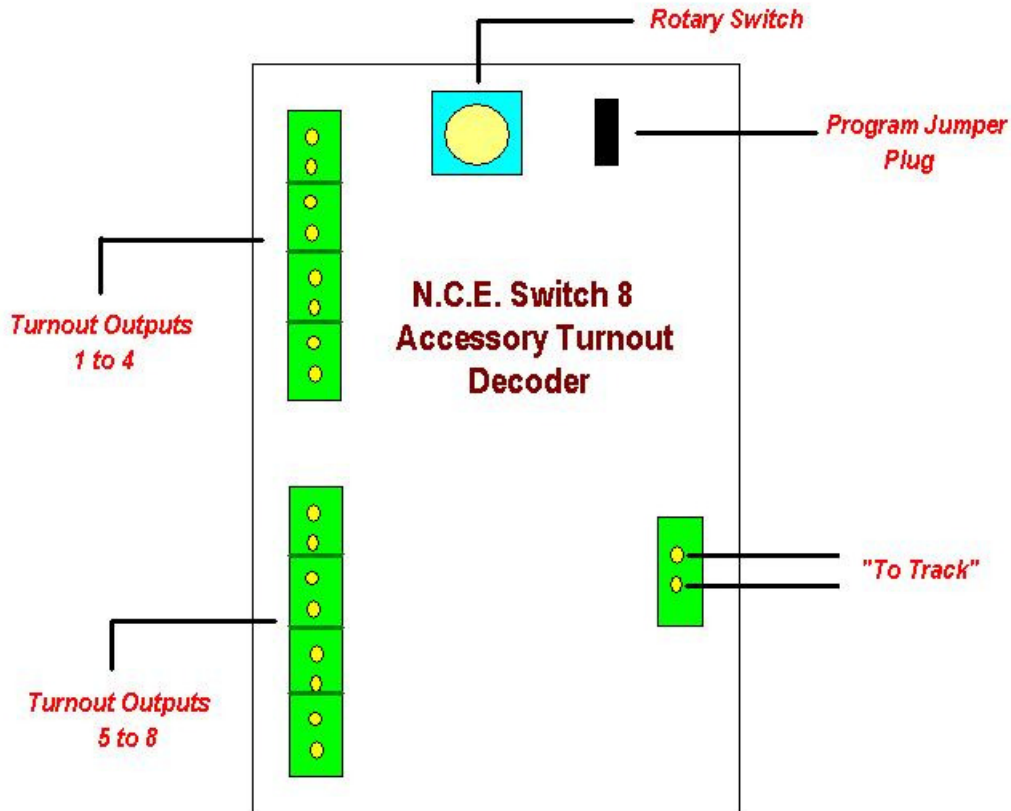 Rotary Switch
Program Jumper
Plug
N.C.E. Switch 8
Accessory Turnout
Decoder
Turnout Outputs
1 to 4
"To Track"
Turnout Outputs
5 to 8